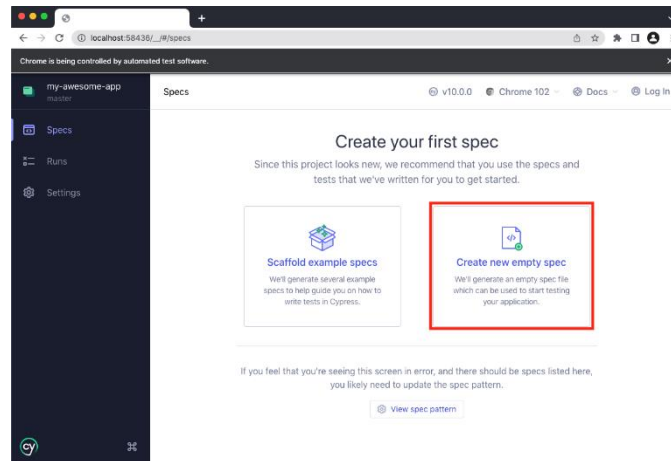 localhost:58436/__/#/specs
Chrome is being controlled by automated test software.
my-awesome-app
master
Specs
v10.0.0
Chrome 102
Docs
Log In
Specs
Runs
Settings
Create your first spec
Since this project looks new, we recommend that you use the specs and
tests that we've written for you to get started.
Scaffold example specs
We'll generate several example
specs to help guide you on how to
write tests in Cypress.
Create new empty spec
We'll generate an empty spec file
which can be used to start testing
your application.
If you feel that you're seeing this screen in error, and there should be specs listed here,
you likely need to update the spec pattern.
View spec pattern
cy